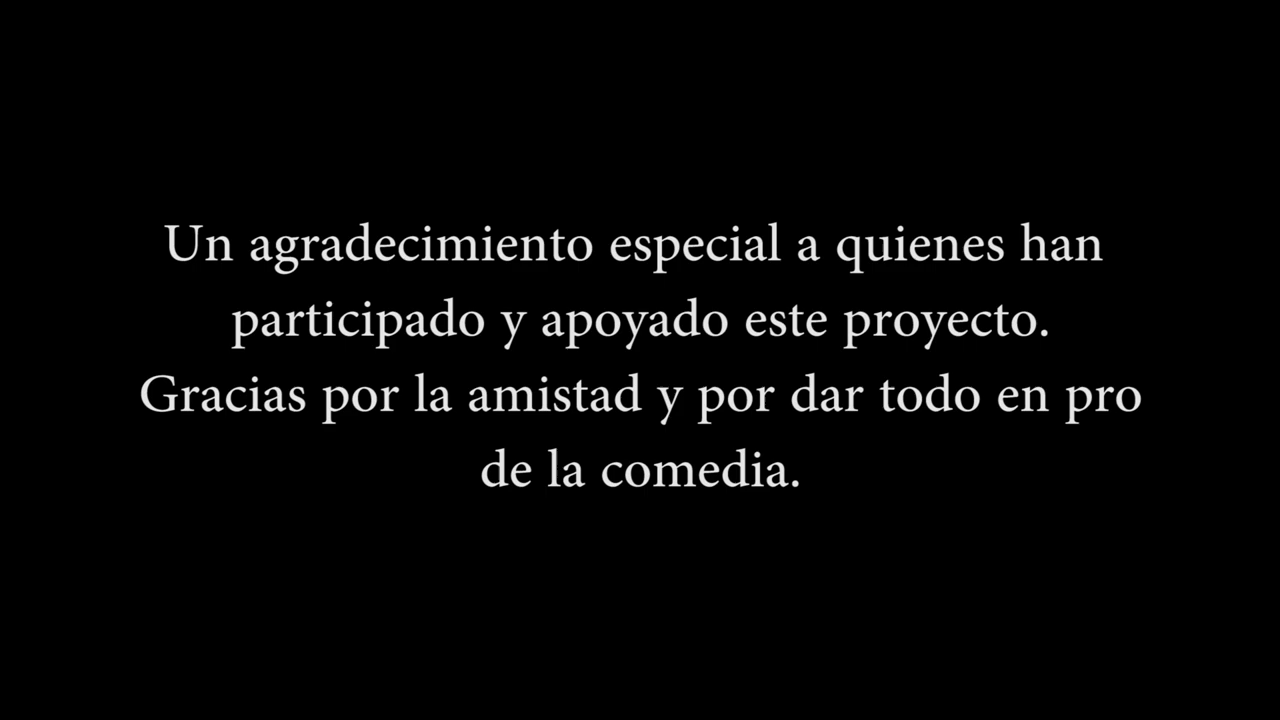 Un agradecimiento especial a quienes han
participado y apoyado este proyecto.
Gracias por la amistad y por dar todo en pro
de la comedia.